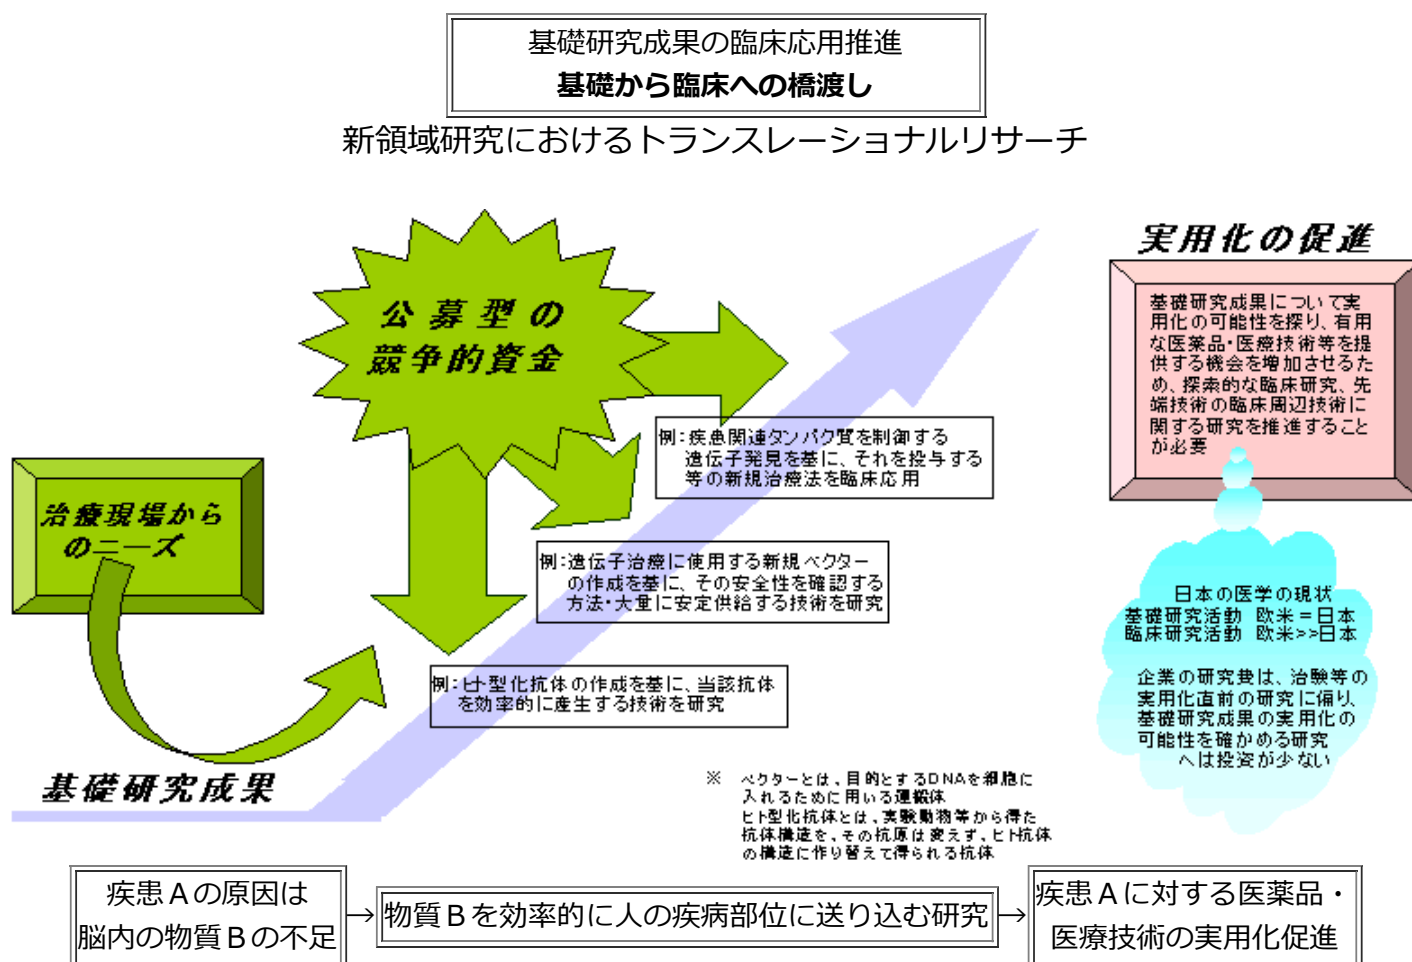 基礎研究成果の臨床応用推進
基礎から臨床への橋渡し
新領域研究におけるトランスレーショナルリサーチ
公募型の
競争的資金
実用化の促進
基礎研究成果について実
用化の可能性を探り、有用
な医薬品・医療技術等を提
供する機会を増加させるた
め、探索的な臨床研究、先
端技術の臨床周辺技術に
関する研究を推進すること
が必要
例：疾患関連タンパク質を制御する
遺伝子発見を基に、それを投与する
等の新規治療法を臨床応用
治療現場から
のニーズ
例：遺伝子治療に使用する新規ベクター
の作成を基に、その安全性を確認する
方法・大量に安定供給する技術を研究
日本の医学の現状
基礎研究活動 欧米＝日本
臨床研究活動 欧米>>日本
企業の研究費は、治験等の
実用化直前の研究に偏り、
基礎研究成果の実用化の
可能性を確かめる研究
へは投資が少ない
例：ヒト型化抗体の作成を基に、当該抗体
を効率的に産生する技術を研究
基礎研究成果
※ ベクターとは、目的とするDNAを細胞に
入れるために用いる運搬体
ヒト型化抗体とは、実験動物等から得た
抗体構造を、その抗原は変えず、ヒト抗体
の構造に作り替えて得られる抗体
疾患Ａの原因は
脳内の物質Ｂの不足
→
物質Ｂを効率的に人の疾病部位に送り込む研究
→
疾患Ａに対する医薬品・
医療技術の実用化促進